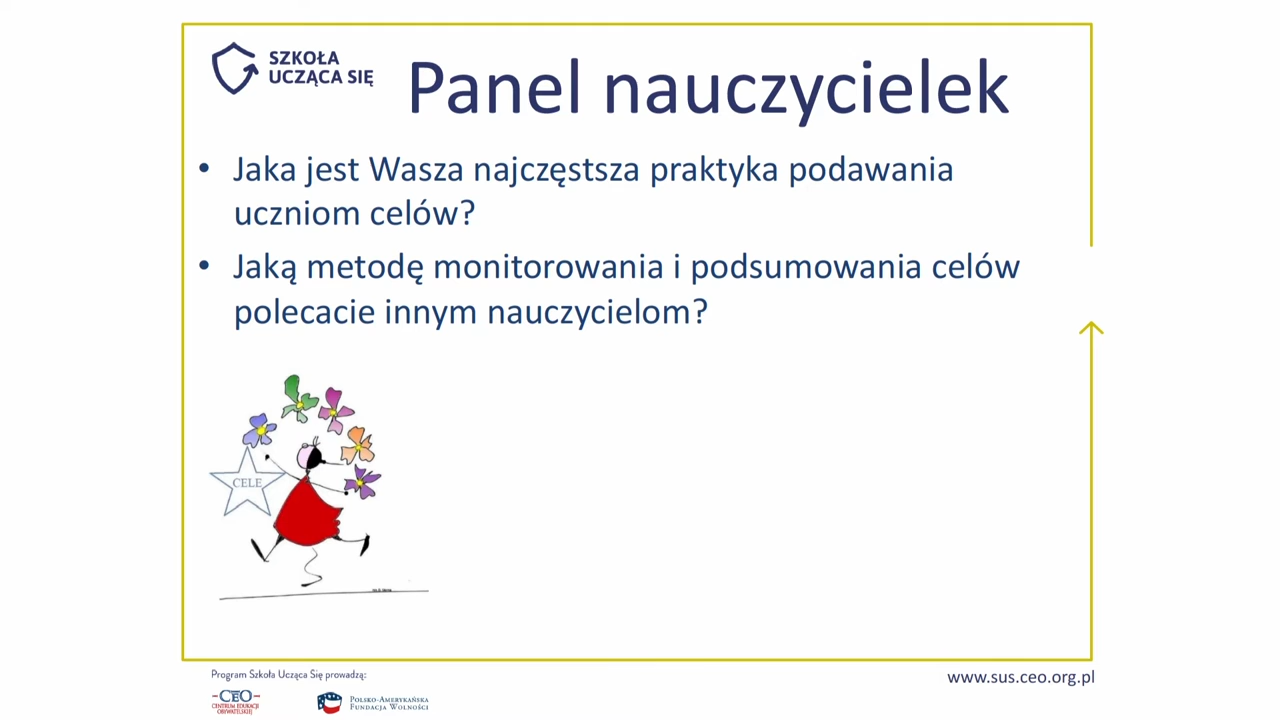 SZKOŁA
UCZĄCA SIĘ
Panel nauczycielek
• Jaka jest Wasza najczęstsza praktyka podawania
uczniom celów?
• Jaką metodę monitorowania i podsumowania celów
polecacie innym nauczycielom?
CELE
Program Szkoła Ucząca Się prowadzą:
www.sus.ceo.org.pl
CEO
CENTRUM EDUKACJI
OBYWATELSKIEJ
POLSKO-AMERYKAŃSKA
FUNDACJA WOLNOŚCI